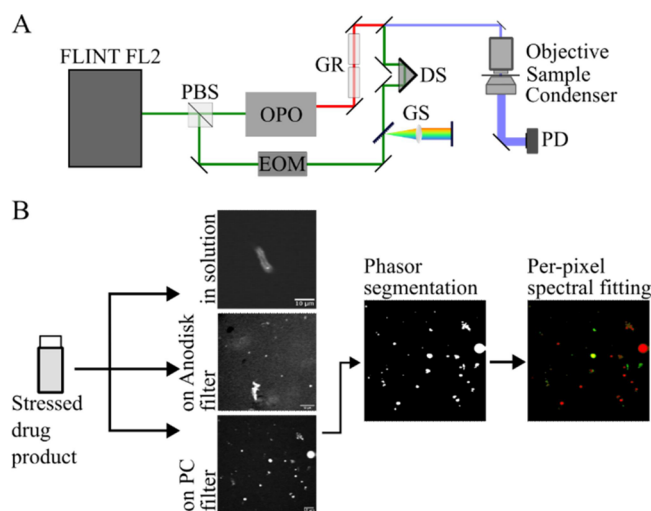 A
FLINT FL2
PBS
OPO
EOM
GR
DS
GS
Objective
Sample
Condenser
PD
B
Stressed
drug
product
in solution
10 µm
on Anodisk
filter
on PC
filter
Phasor
segmentation
Per-pixel
spectral fitting